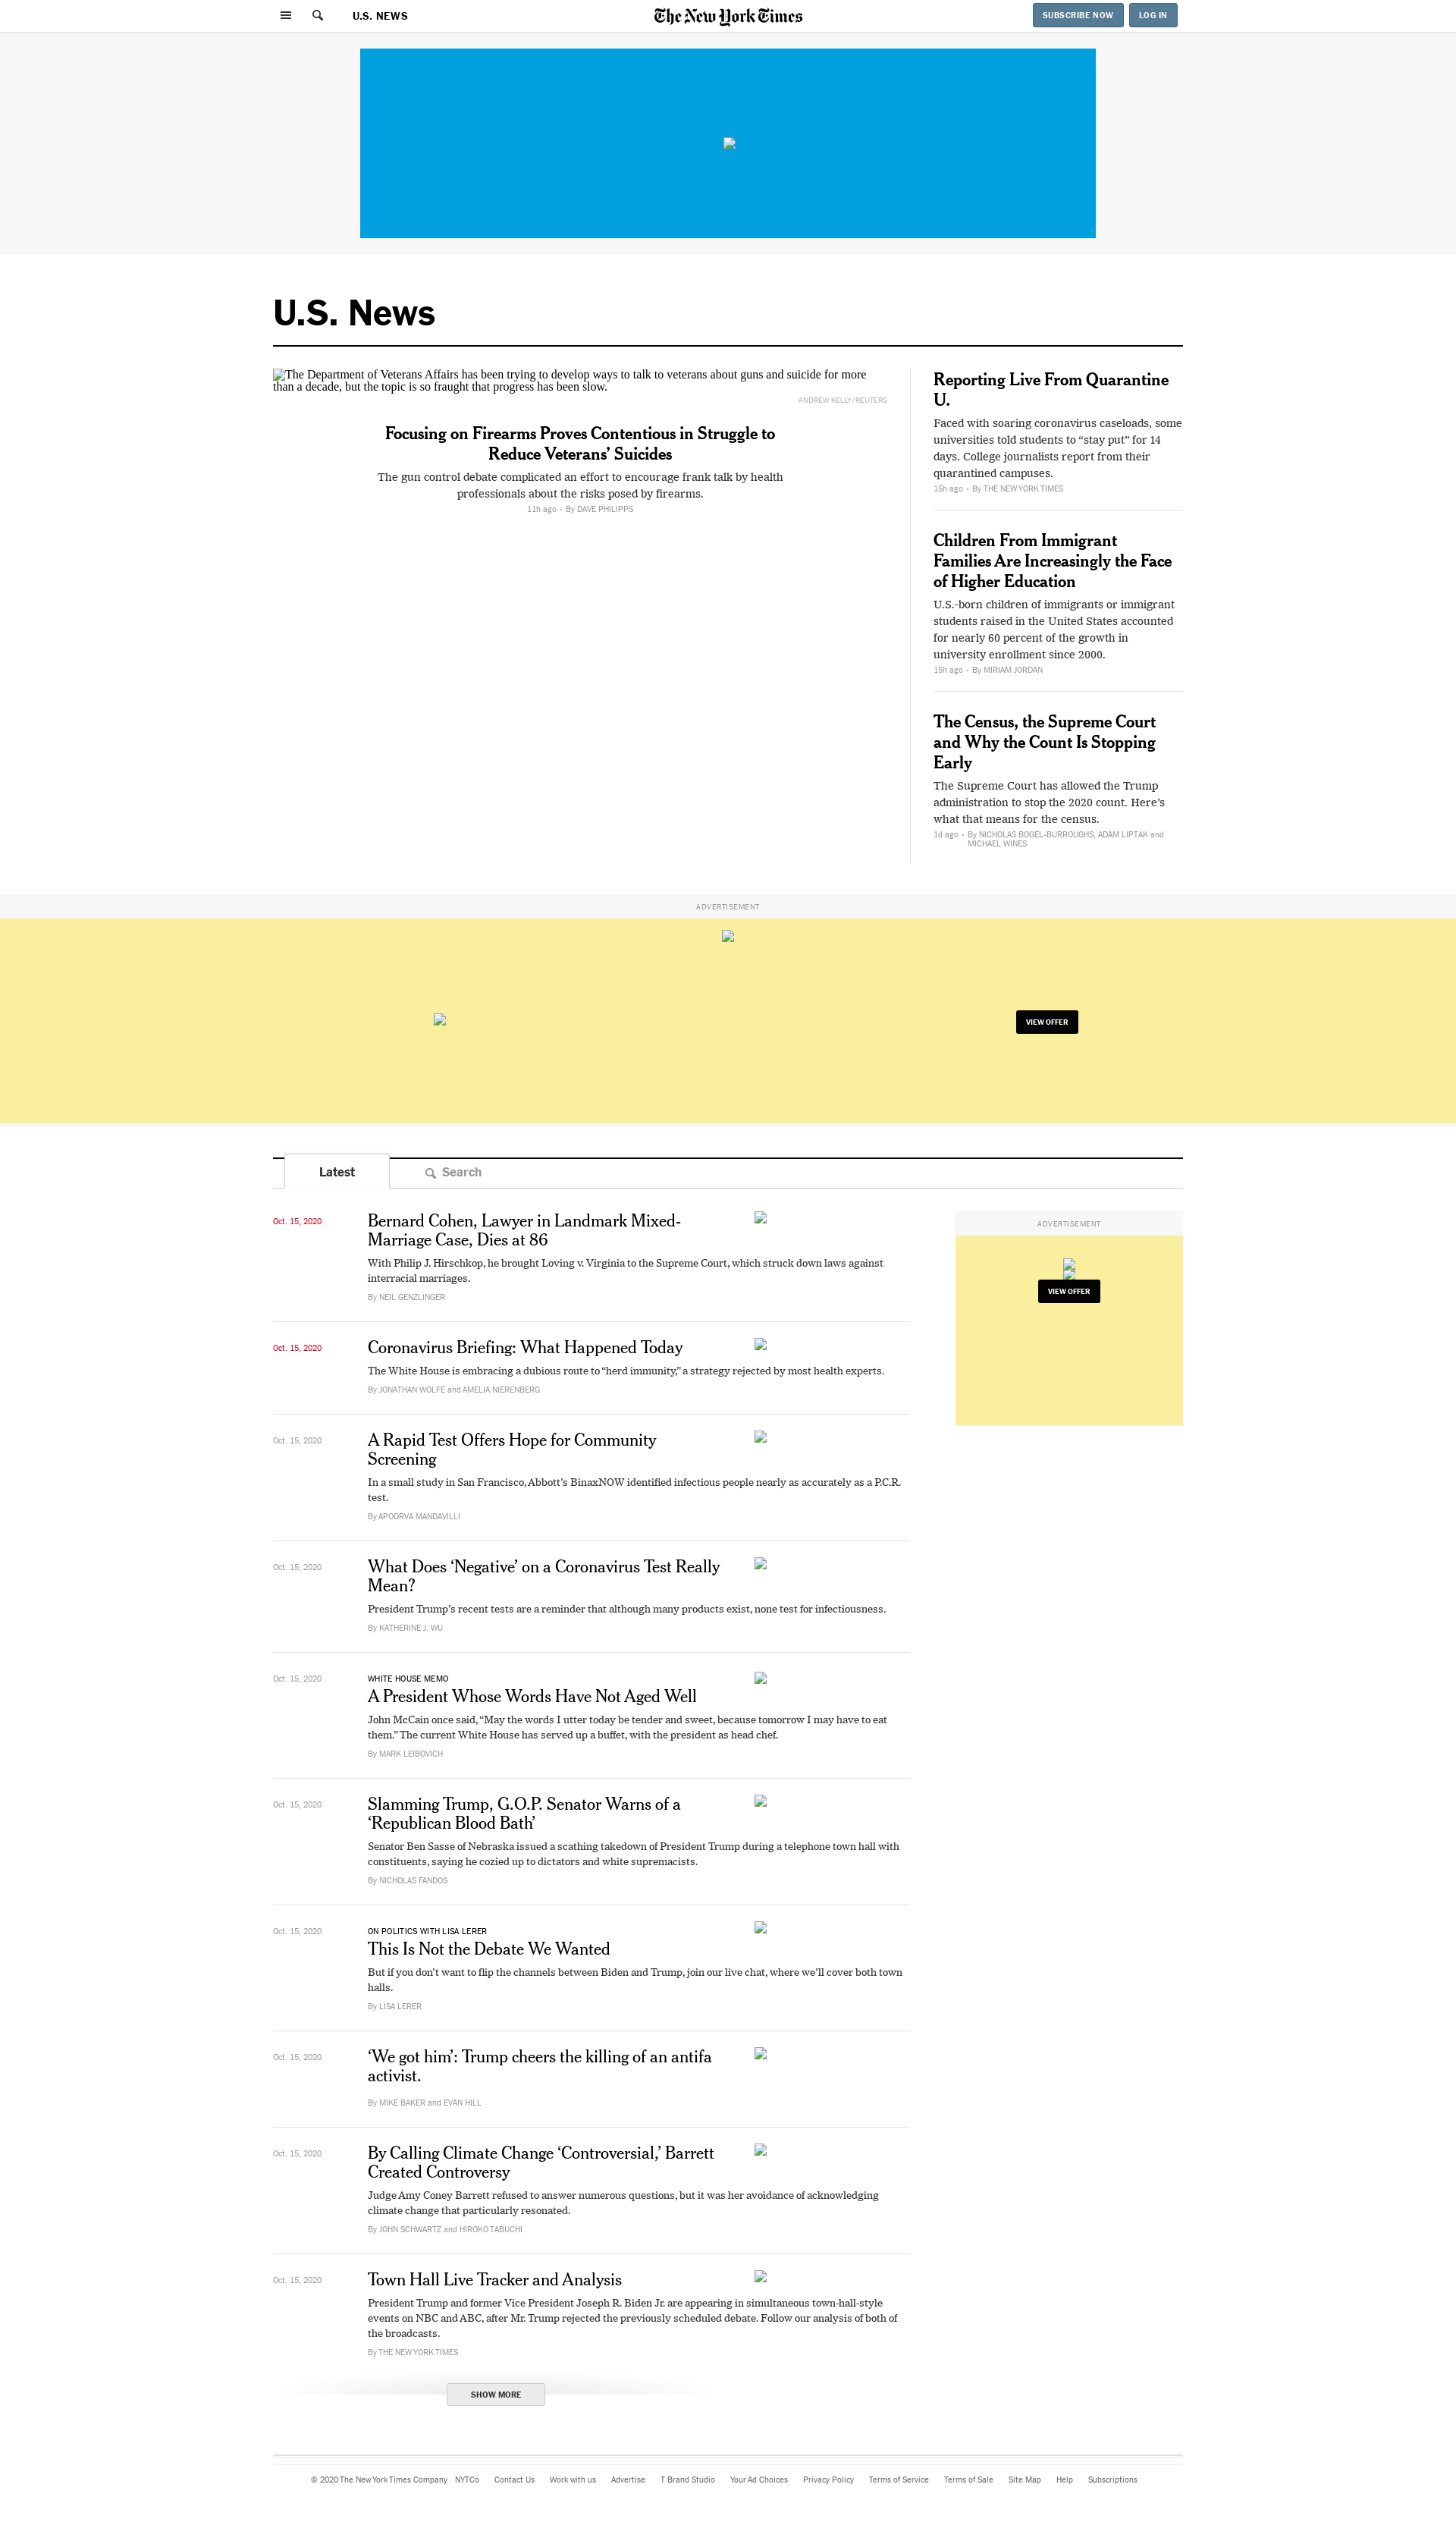 U.S. NEWS
The New York Times
SUBSCRIBE NOW
LOG IN
U.S. News
The Department of Veterans Affairs has been trying to develop ways to talk to veterans about guns and suicide for more
than a decade, but the topic is so fraught that progress has been slow.
ANDREW KELLY/REUTERS
Focusing on Firearms Proves Contentious in Struggle to
Reduce Veterans’ Suicides
The gun control debate complicated an effort to encourage frank talk by health
professionals about the risks posed by firearms.
11h ago • By DAVE PHILIPPS
Reporting Live From Quarantine
U.
Faced with soaring coronavirus caseloads, some
universities told students to “stay put” for 14
days. College journalists report from their
quarantined campuses.
15h ago • By THE NEW YORK TIMES
Children From Immigrant
Families Are Increasingly the Face
of Higher Education
U.S.-born children of immigrants or immigrant
students raised in the United States accounted
for nearly 60 percent of the growth in
university enrollment since 2000.
15h ago • By MIRIAM JORDAN
The Census, the Supreme Court
and Why the Count Is Stopping
Early
The Supreme Court has allowed the Trump
administration to stop the 2020 count. Here’s
what that means for the census.
1d ago • By NICHOLAS BOGEL-BURROUGHS, ADAM LIPTAK and
MICHAEL WINES
ADVERTISEMENT
VIEW OFFER
Latest
Search
Oct. 15, 2020
Bernard Cohen, Lawyer in Landmark Mixed-
Marriage Case, Dies at 86
With Philip J. Hirschkop, he brought Loving v. Virginia to the Supreme Court, which struck down laws against
interracial marriages.
By NEIL GENZLINGER
ADVERTISEMENT
VIEW OFFER
Oct. 15, 2020
Coronavirus Briefing: What Happened Today
The White House is embracing a dubious route to “herd immunity,” a strategy rejected by most health experts.
By JONATHAN WOLFE and AMELIA NIERENBERG
Oct. 15, 2020
A Rapid Test Offers Hope for Community
Screening
In a small study in San Francisco, Abbott’s BinaxNOW identified infectious people nearly as accurately as a P.C.R.
test.
By APOORVA MANDAVILLI
Oct. 15, 2020
What Does ‘Negative’ on a Coronavirus Test Really
Mean?
President Trump’s recent tests are a reminder that although many products exist, none test for infectiousness.
By KATHERINE J. WU
Oct. 15, 2020
WHITE HOUSE MEMO
A President Whose Words Have Not Aged Well
John McCain once said, “May the words I utter today be tender and sweet, because tomorrow I may have to eat
them.” The current White House has served up a buffet, with the president as head chef.
By MARK LEIBOVICH
Oct. 15, 2020
Slamming Trump, G.O.P. Senator Warns of a
‘Republican Blood Bath’
Senator Ben Sasse of Nebraska issued a scathing takedown of President Trump during a telephone town hall with
constituents, saying he cozied up to dictators and white supremacists.
By NICHOLAS FANDOS
Oct. 15, 2020
ON POLITICS WITH LISA LERER
This Is Not the Debate We Wanted
But if you don’t want to flip the channels between Biden and Trump, join our live chat, where we’ll cover both town
halls.
By LISA LERER
Oct. 15, 2020
‘We got him’: Trump cheers the killing of an antifa
activist.
By MIKE BAKER and EVAN HILL
Oct. 15, 2020
By Calling Climate Change ‘Controversial,’ Barrett
Created Controversy
Judge Amy Coney Barrett refused to answer numerous questions, but it was her avoidance of acknowledging
climate change that particularly resonated.
By JOHN SCHWARTZ and HIROKO TABUCHI
Oct. 15, 2020
Town Hall Live Tracker and Analysis
President Trump and former Vice President Joseph R. Biden Jr. are appearing in simultaneous town-hall-style
events on NBC and ABC, after Mr. Trump rejected the previously scheduled debate. Follow our analysis of both of
the broadcasts.
By THE NEW YORK TIMES
SHOW MORE
© 2020 The New York Times Company NYTCo Contact Us Work with us Advertise T Brand Studio Your Ad Choices Privacy Policy Terms of Service Terms of Sale Site Map Help Subscriptions